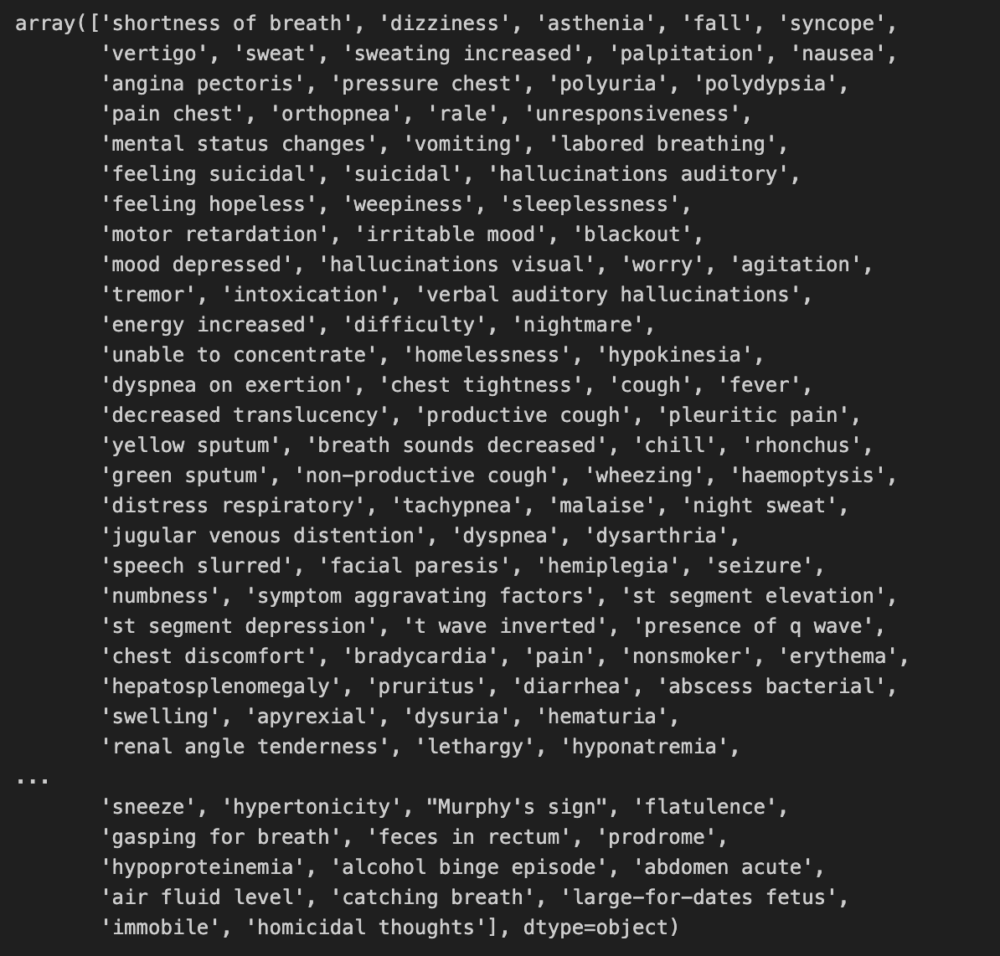 array(['shortness of breath', 'dizziness', 'asthenia', 'fall', 'syncope',
'vertigo', 'sweat', 'sweating increased', 'palpitation', 'nausea',
'angina pectoris', 'pressure chest', 'polyuria', 'polydypsia',
'pain chest', 'orthopnea', 'rale', 'unresponsiveness',
'mental status changes', 'vomiting', 'labored breathing',
'feeling suicidal', 'suicidal', 'hallucinations auditory',
'feeling hopeless', 'weepiness', 'sleeplessness',
'motor retardation', 'irritable mood', 'blackout',
'mood depressed', 'hallucinations visual', 'worry', 'agitation',
'tremor', 'intoxication', 'verbal auditory hallucinations',
'energy increased', 'difficulty', 'nightmare',
'unable to concentrate', 'homelessness', 'hypokinesia',
'dyspnea on exertion', 'chest tightness', 'cough', 'fever',
'decreased translucency', 'productive cough', 'pleuritic pain',
'yellow sputum', 'breath sounds decreased', 'chill', 'rhonchus',
'green sputum', 'non-productive cough', 'wheezing', 'haemoptysis',
'distress respiratory', 'tachypnea', 'malaise', 'night sweat',
'jugular venous distention', 'dyspnea', 'dysarthria',
'speech slurred', 'facial paresis', 'hemiplegia', 'seizure',
'numbness', 'symptom aggravating factors', 'st segment elevation',
'st segment depression', 't wave inverted', 'presence of q wave',
'chest discomfort', 'bradycardia', 'pain', 'nonsmoker', 'erythema',
'hepatosplenomegaly', 'pruritus', 'diarrhea', 'abscess bacterial',
'swelling', 'apyrexial', 'dysuria', 'hematuria',
'renal angle tenderness', 'lethargy', 'hyponatremia',
...
'sneeze', 'hypertonicity', "Murphy's sign", 'flatulence',
'gasping for breath', 'feces in rectum', 'prodrome',
'hypoproteinemia', 'alcohol binge episode', 'abdomen acute',
'air fluid level', 'catching breath', 'large-for-dates fetus',
'immobile', 'homicidal thoughts'], dtype=object)